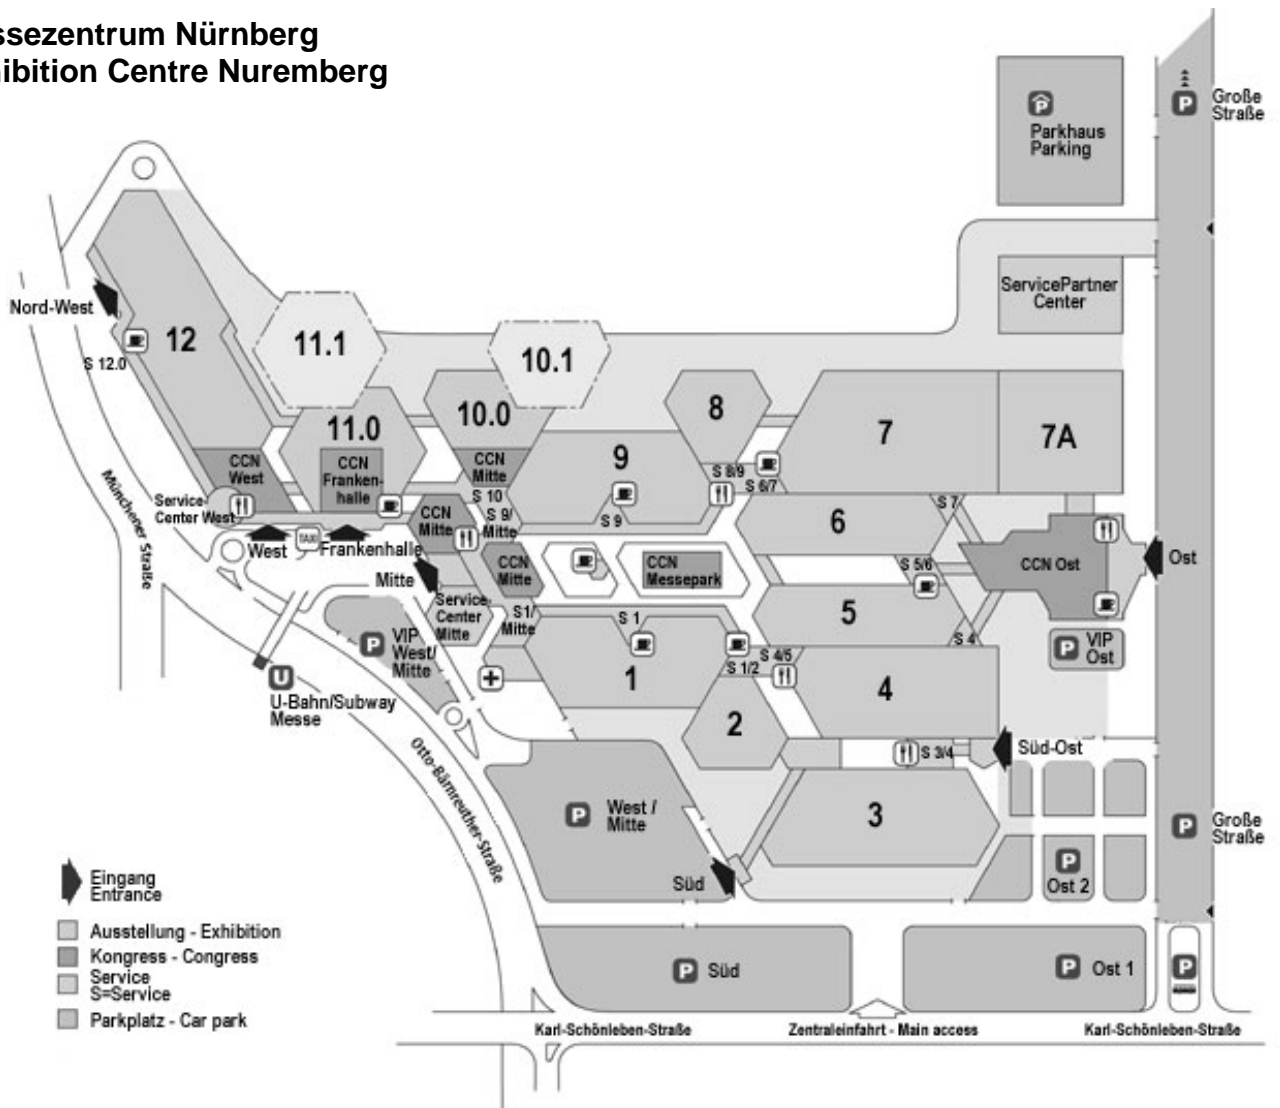 ssezentrum Nürnberg
ibition Centre Nuremberg
P
Große
Straße
P
Parkhaus
Parking
ServicePartner
Center
Nord-West
12
S 12.0
11.1
10.1
11.0
10.0
8
7
7A
9
CCN
West
CCN
Franken-
halle
CCN
Mitte
S 8/9
S 6/7
S 10
S 9/
Mitte
S 9
6
S 7
Service-
Center West
CCN
Mitte
West
TAXI
Frankenhalle
Mitte
CCN
Mitte
CCN
Messepark
S 5/6
CCN Ost
Ost
Münchener Straße
Service-
Center
Mitte
S1/
Mitte
S 1
5
S 4
P
VIP
West/
Mitte
P
VIP
Ost
S 1/2
S 4/5
1
4
U
U-Bahn/Subway
Messe
2
Süd-Ost
S 3/4
Otto-Bärnreuther-Straße
P
West /
Mitte
3
P
Große
Straße
Süd
P
Ost 2
Eingang
Entrance
Ausstellung - Exhibition
Kongress - Congress
Service
S=Service
Parkplatz - Car park
P
Süd
P
Ost 1
P
Karl-Schönleben-Straße
Zentraleinfahrt - Main access
Karl-Schönleben-Straße